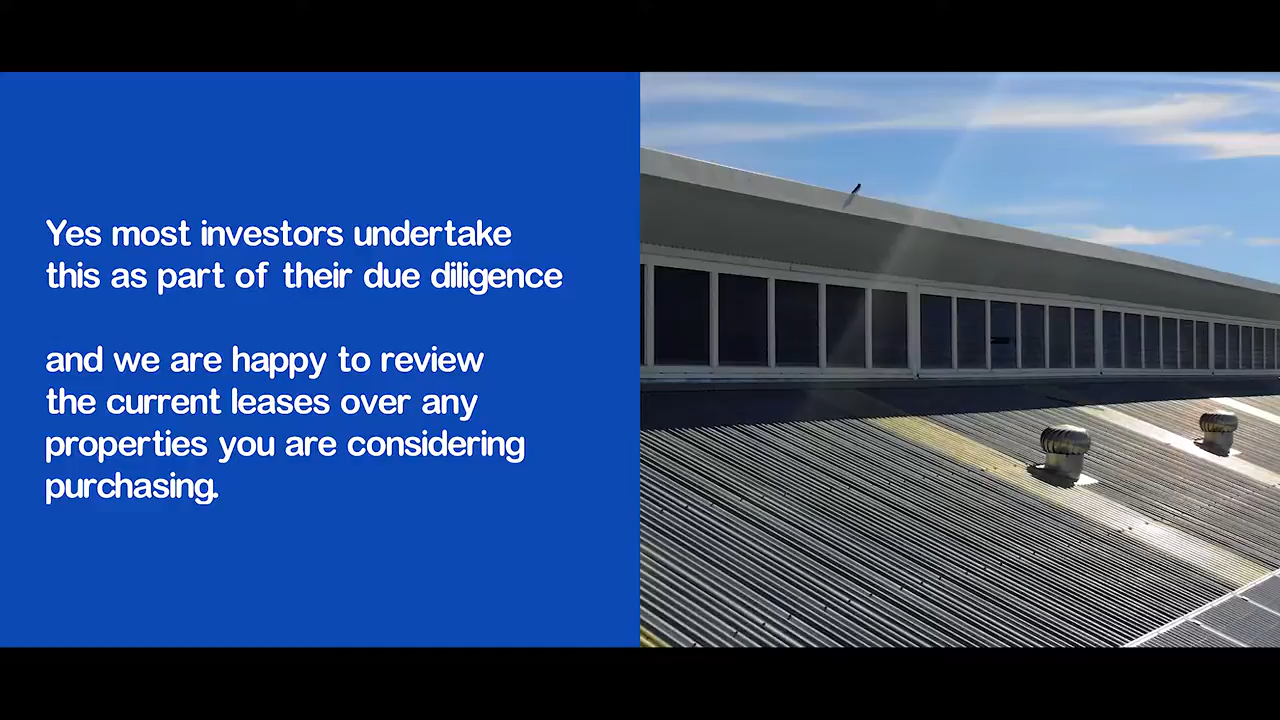 Yes most investors undertake
this as part of their due diligence
and we are happy to review
the current leases over any
properties you are considering
purchasing.